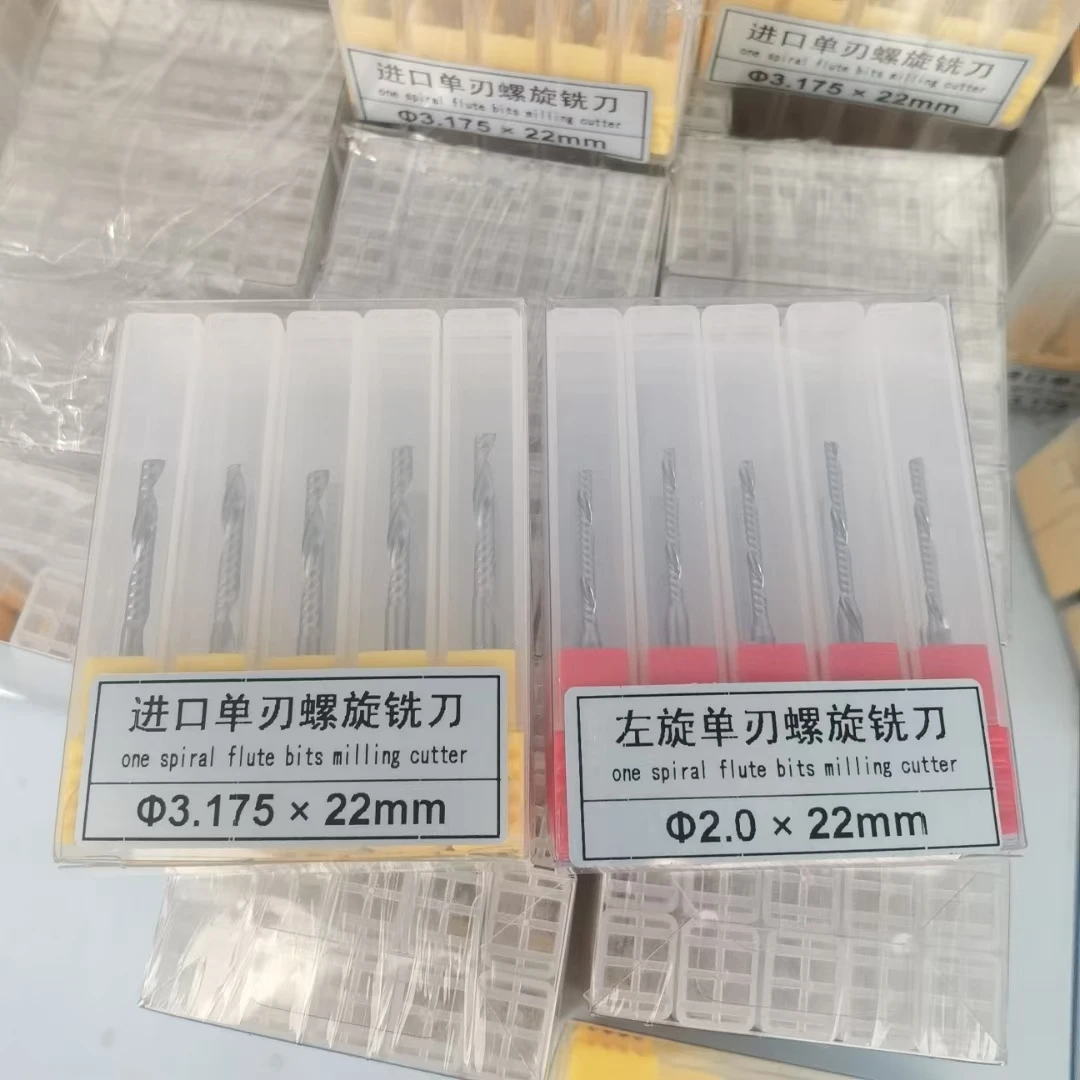 进口单刃螺旋铣刀
one spiral flute bits milling cutter
Φ3.175 × 22mm
进口单刃螺旋铣刀
one spiral flute bits milling cutter
Φ3.175 × 22mm
进口单刃螺旋铣刀
one spiral flute bits milling cutter
Φ3.175 × 22mm
左旋单刃螺旋铣刀
one spiral flute bits milling cutter
Φ2.0 × 22mm